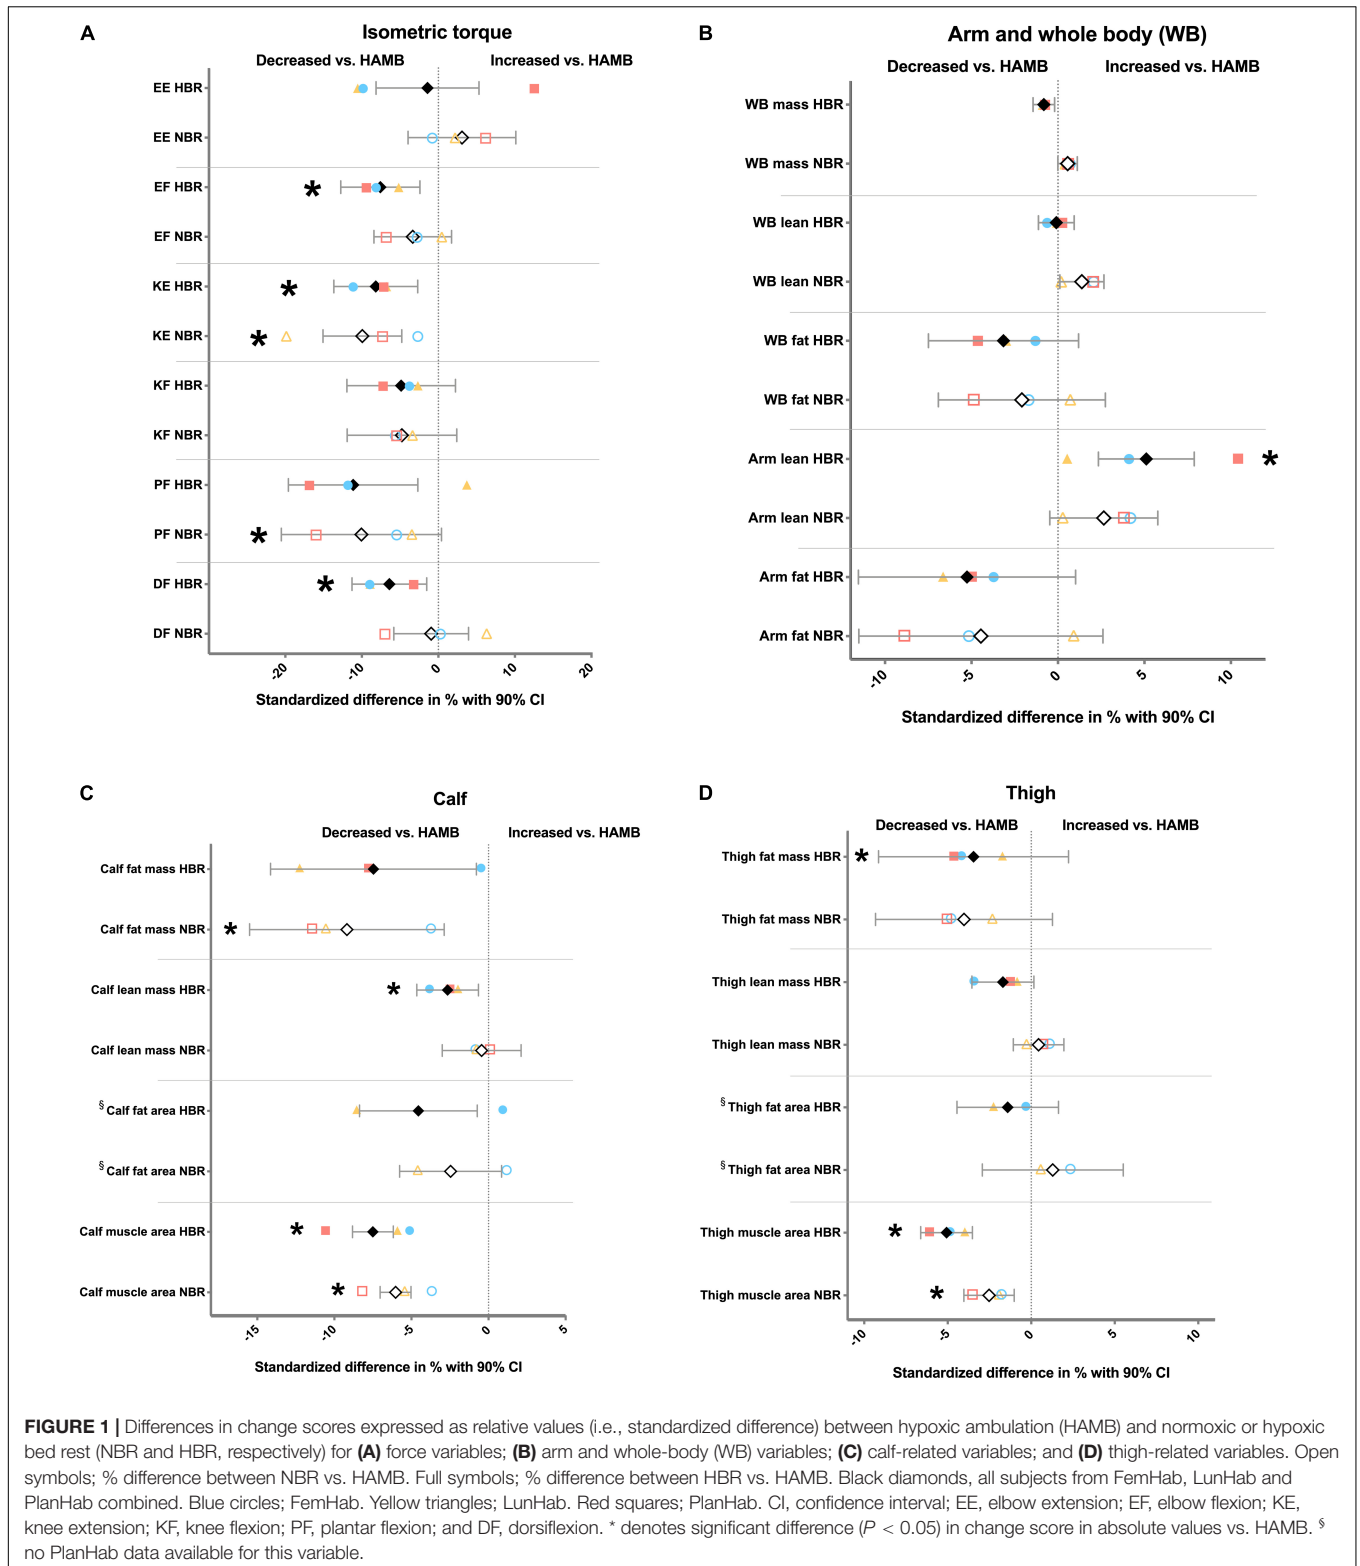 A
Isometric torque
Decreased vs. HAMB
Increased vs. HAMB
EE HBR
EE NBR
EF HBR
*
EF NBR
KE HBR
*
KE NBR
*
KF HBR
KF NBR
PF HBR
PF NBR
*
DF HBR
*
DF NBR
-20
-10
0
10
20
Standardized difference in % with 90% CI
B
Arm and whole body (WB)
Decreased vs. HAMB
Increased vs. HAMB
WB mass HBR
WB mass NBR
WB lean HBR
WB lean NBR
WB fat HBR
WB fat NBR
Arm lean HBR
*
Arm lean NBR
Arm fat HBR
Arm fat NBR
-10
-5
0
5
10
Standardized difference in % with 90% CI
C
Calf
Decreased vs. HAMB
Increased vs. HAMB
Calf fat mass HBR
Calf fat mass NBR
*
Calf lean mass HBR
*
Calf lean mass NBR
§ Calf fat area HBR
§ Calf fat area NBR
Calf muscle area HBR
*
Calf muscle area NBR
*
-15
-10
-5
0
5
Standardized difference in % with 90% CI
D
Thigh
Decreased vs. HAMB
Increased vs. HAMB
Thigh fat mass HBR
*
Thigh fat mass NBR
Thigh lean mass HBR
Thigh lean mass NBR
§ Thigh fat area HBR
§ Thigh fat area NBR
Thigh muscle area HBR
*
Thigh muscle area NBR
*
-10
-5
0
5
10
Standardized difference in % with 90% CI
FIGURE 1 | Differences in change scores expressed as relative values (i.e., standardized difference) between hypoxic ambulation (HAMB) and normoxic or hypoxic
bed rest (NBR and HBR, respectively) for (A) force variables; (B) arm and whole-body (WB) variables; (C) calf-related variables; and (D) thigh-related variables. Open
symbols; % difference between NBR vs. HAMB. Full symbols; % difference between HBR vs. HAMB. Black diamonds, all subjects from FemHab, LunHab and
PlanHab combined. Blue circles; FemHab. Yellow triangles; LunHab. Red squares; PlanHab. CI, confidence interval; EE, elbow extension; EF, elbow flexion; KE,
knee extension; KF, knee flexion; PF, plantar flexion; and DF, dorsiflexion. * denotes significant difference (P < 0.05) in change score in absolute values vs. HAMB. §
no PlanHab data available for this variable.